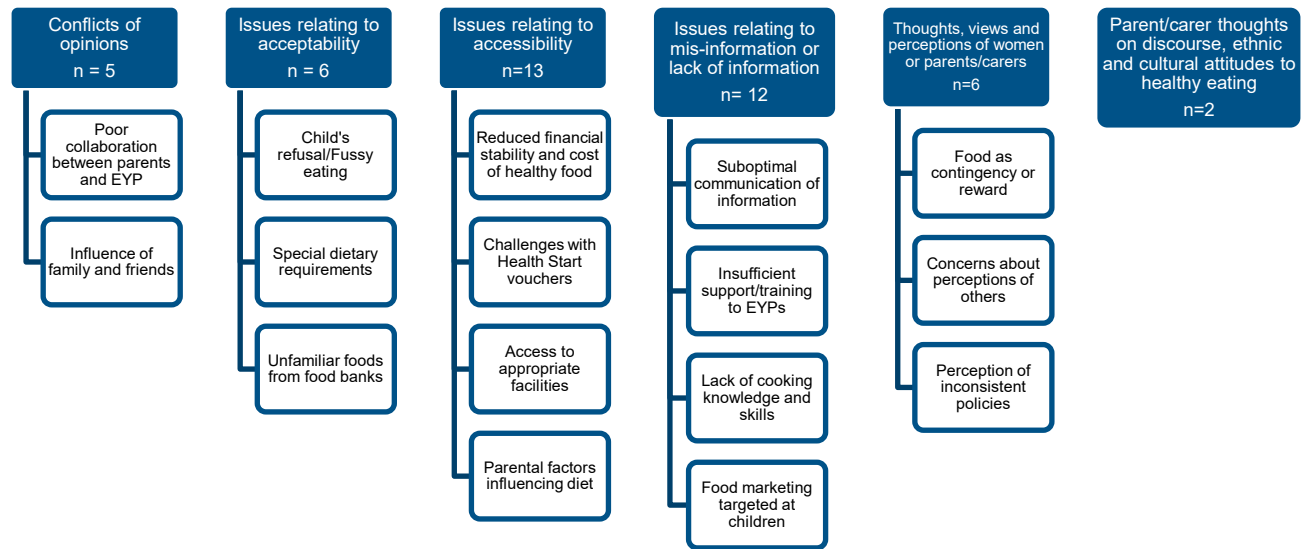 Conflicts of
opinions
n = 5
Poor
collaboration
between parents
and EYP
Influence of
family and friends
Issues relating to
acceptability
n = 6
Child's
refusal/Fussy
eating
Special dietary
requirements
Unfamiliar foods
from food banks
Issues relating to
accessibility
n=13
Reduced financial
stability and cost
of healthy food
Challenges with
Health Start
vouchers
Access to
appropriate
facilities
Parental factors
influencing diet
Issues relating to
mis-information or
lack of information
n= 12
Suboptimal
communication of
information
Insufficient
support/training
to EYPs
Lack of cooking
knowledge and
skills
Food marketing
targeted at
children
Thoughts, views and
perceptions of women
or parents/carers
n=6
Food as
contingency or
reward
Concerns about
perceptions of
others
Perception of
inconsistent
policies
Parent/carer thoughts
on discourse, ethnic
and cultural attitudes to
healthy eating
n=2